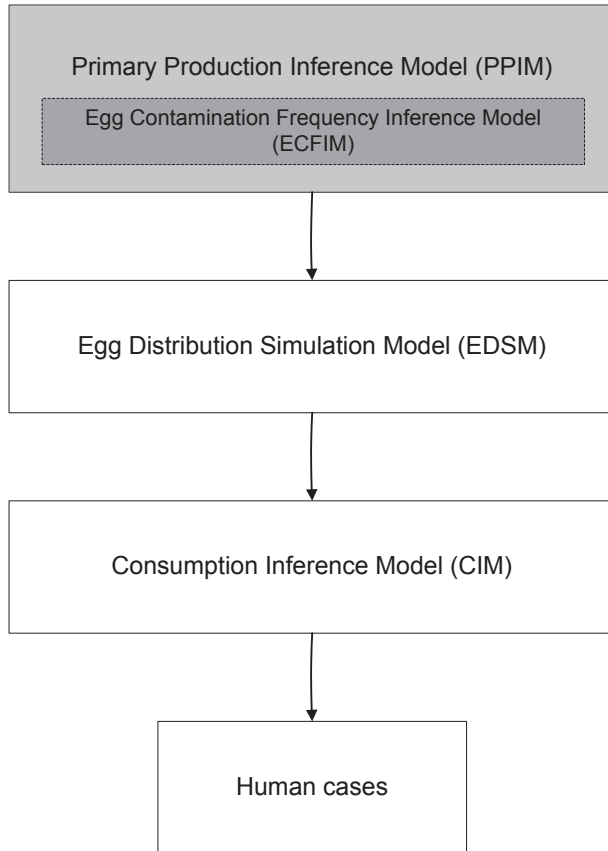 Primary Production Inference Model (PPIM)
Egg Contamination Frequency Inference Model
(ECFIM)
Egg Distribution Simulation Model (EDSM)
Consumption Inference Model (CIM)
Human cases